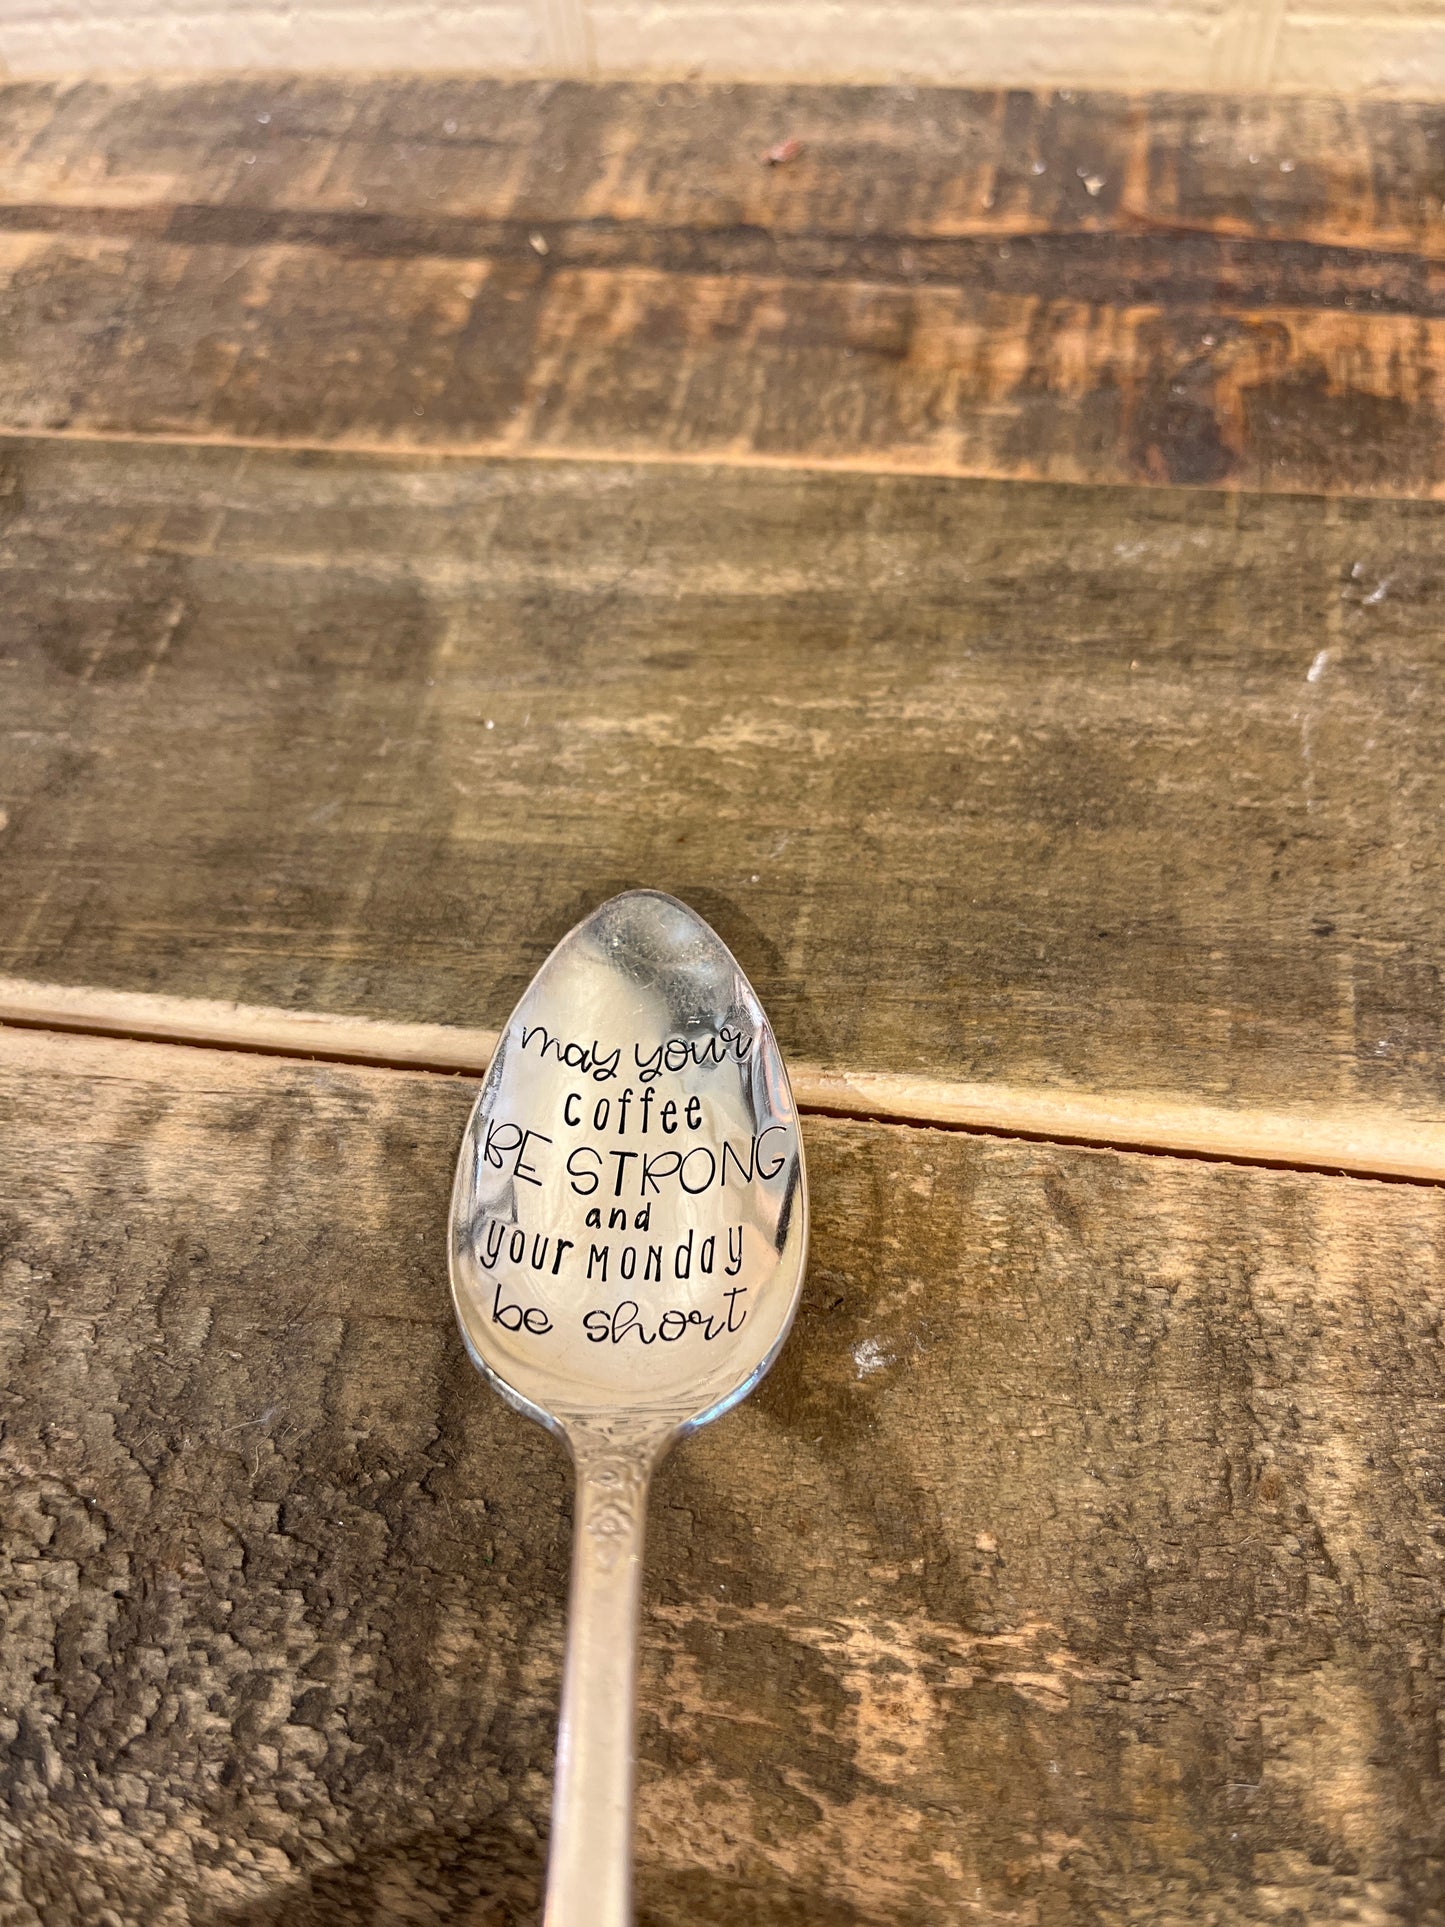 may your
coffee
BE STRONG
and
your MONday
be short